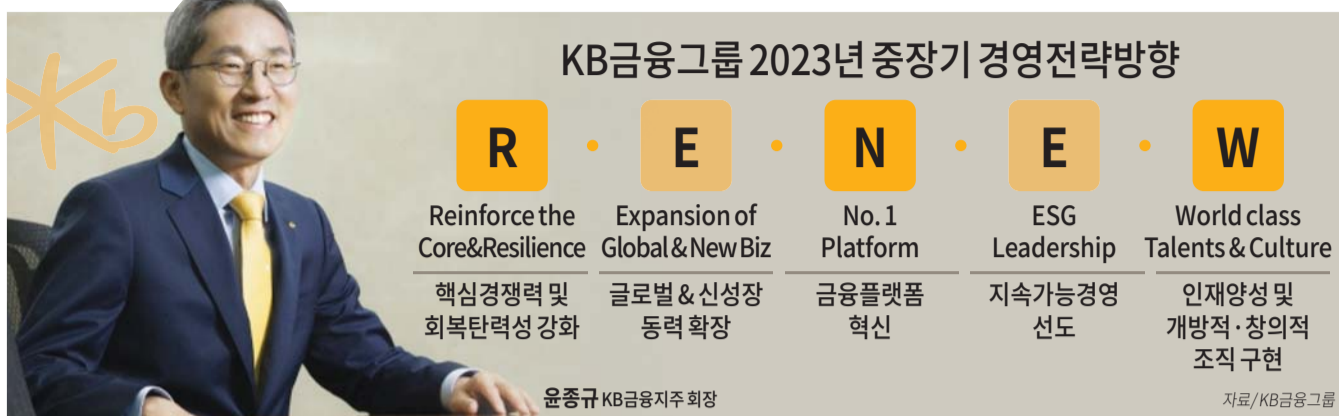 Kb
KB금융그룹 2023년 중장기 경영전략방향
R · E · N · E · W
Reinforce the
Core&Resilience
핵심경쟁력 및
회복탄력성 강화
Expansion of
Global & New Biz
글로벌 & 신성장
동력 확장
No. 1
Platform
금융플랫폼
혁신
ESG
Leadership
지속가능경영
선도
World class
Talents & Culture
인재양성 및
개방적·창의적
조직 구현
윤종규 KB금융지주 회장
자료/KB금융그룹